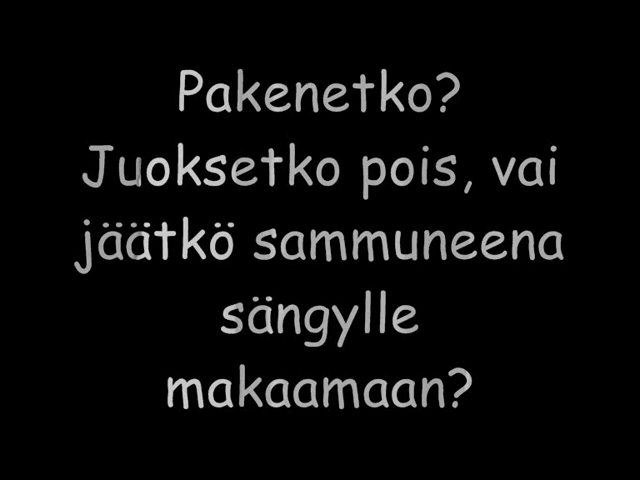 Pakenetko?
Juoksetko pois, vai
jäätkö sammuneena
sängylle
makaamaan?